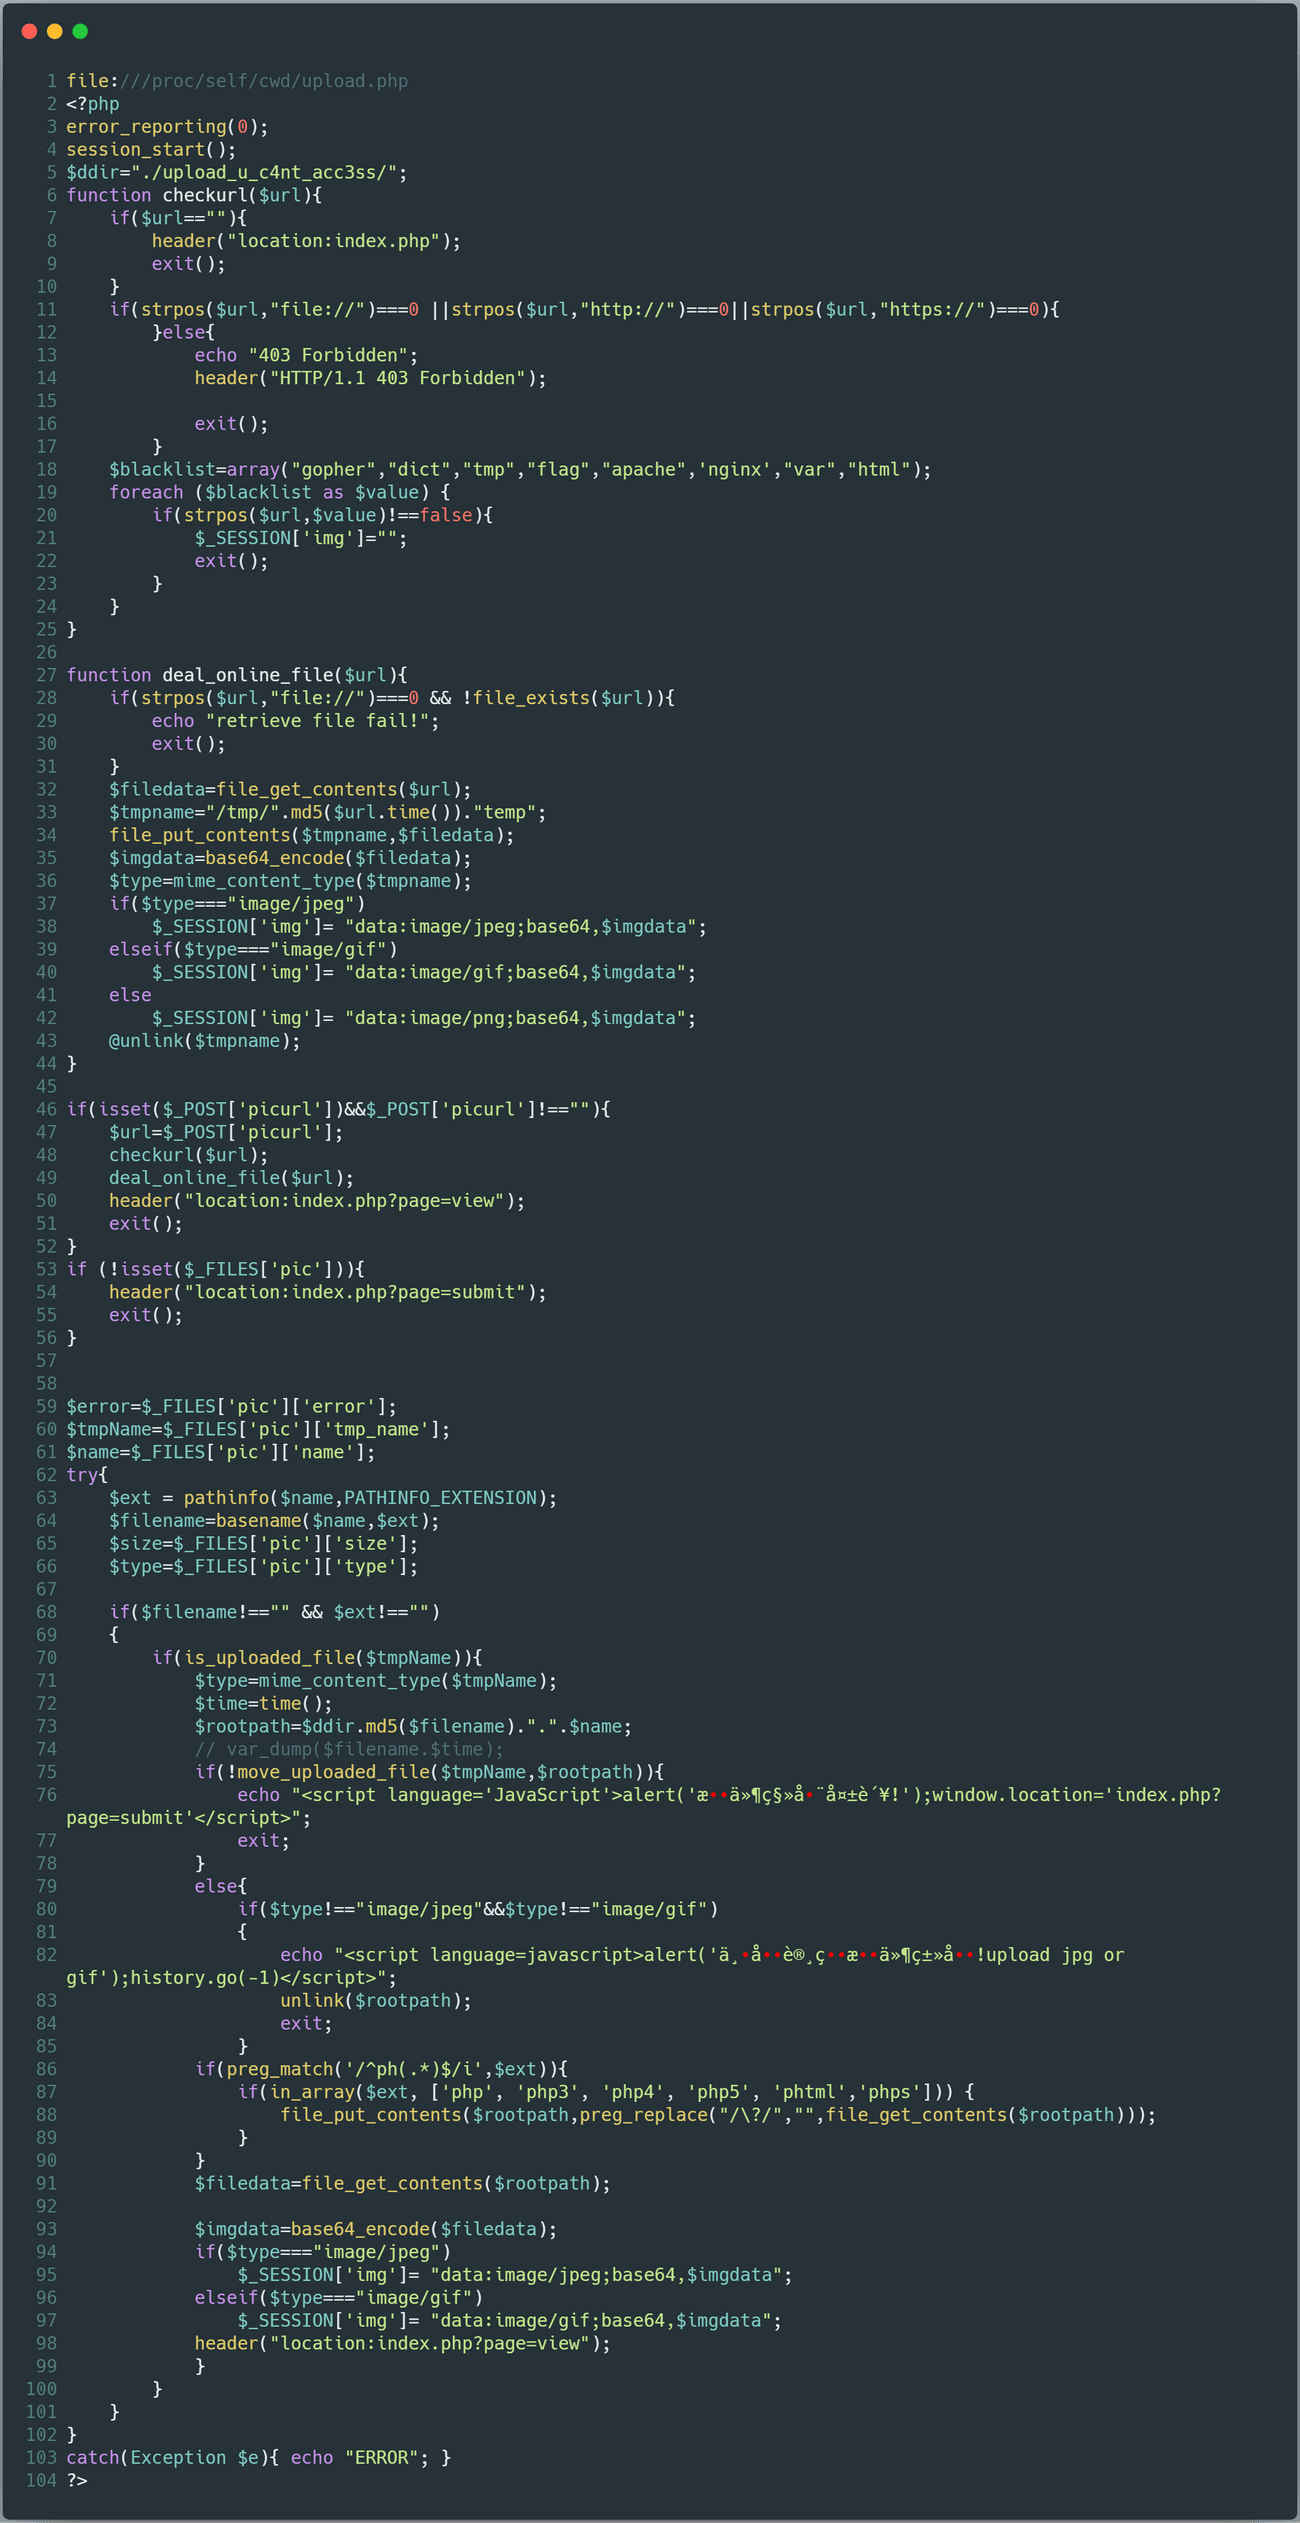 1 file:///proc/self/cwd/upload.php
2 <?php
3 error_reporting(0);
4 session_start();
5 $ddir="./upload_u_c4nt_acc3ss/";
6 function checkurl($url){
7     if($url==""){
8         header("location:index.php");
9         exit();
10     }
11     if(strpos($url,"file://")===0 ||strpos($url,"http://")===0||strpos($url,"https://")===0){
12         }else{
13             echo "403 Forbidden";
14             header("HTTP/1.1 403 Forbidden");
15
16             exit();
17         }
18     $blacklist=array("gopher","dict","tmp","flag","apache",'nginx',"var","html");
19     foreach ($blacklist as $value) {
20         if(strpos($url,$value)!==false){
21             $_SESSION['img']="";
22             exit();
23         }
24     }
25 }
26
27 function deal_online_file($url){
28     if(strpos($url,"file://")===0 && !file_exists($url)){
29         echo "retrieve file fail!";
30         exit();
31     }
32     $filedata=file_get_contents($url);
33     $tmpname="/tmp/".md5($url.time())."temp";
34     file_put_contents($tmpname,$filedata);
35     $imgdata=base64_encode($filedata);
36     $type=mime_content_type($tmpname);
37     if($type==="image/jpeg")
38         $_SESSION['img']= "data:image/jpeg;base64,$imgdata";
39     elseif($type==="image/gif")
40         $_SESSION['img']= "data:image/gif;base64,$imgdata";
41     else
42         $_SESSION['img']= "data:image/png;base64,$imgdata";
43     @unlink($tmpname);
44 }
45
46 if(isset($_POST['picurl'])&&$_POST['picurl']!==""){
47     $url=$_POST['picurl'];
48     checkurl($url);
49     deal_online_file($url);
50     header("location:index.php?page=view");
51     exit();
52 }
53 if (!isset($_FILES['pic'])){
54     header("location:index.php?page=submit");
55     exit();
56 }
57
58
59 $error=$_FILES['pic']['error'];
60 $tmpName=$_FILES['pic']['tmp_name'];
61 $name=$_FILES['pic']['name'];
62 try{
63     $ext = pathinfo($name,PATHINFO_EXTENSION);
64     $filename=basename($name,$ext);
65     $size=$_FILES['pic']['size'];
66     $type=$_FILES['pic']['type'];
67
68     if($filename!=="" && $ext!=="")
69     {
70         if(is_uploaded_file($tmpName)){
71             $type=mime_content_type($tmpName);
72             $time=time();
73             $rootpath=$ddir.md5($filename).".".$name;
74             // var_dump($filename.$time);
75             if(!move_uploaded_file($tmpName,$rootpath)){
76                 echo "<script language='JavaScript'>alert('æ••ä»¶ç§»å•¨å¤±è´¥!');window.location='index.php?
page=submit'</script>";
77                 exit;
78             }
79             else{
80                 if($type!=="image/jpeg"&&$type!=="image/gif")
81                 {
82                     echo "<script language=javascript>alert('ä¸•å••è®¸ç••æ••ä»¶ç±»å••!upload jpg or
gif');history.go(-1)</script>";
83                     unlink($rootpath);
84                     exit;
85                 }
86             if(preg_match('/^ph(.*)$/i',$ext)){
87                 if(in_array($ext, ['php', 'php3', 'php4', 'php5', 'phtml','phps'])) {
88                     file_put_contents($rootpath,preg_replace("/\?/","",file_get_contents($rootpath)));
89                 }
90             }
91             $filedata=file_get_contents($rootpath);
92
93             $imgdata=base64_encode($filedata);
94             if($type==="image/jpeg")
95                 $_SESSION['img']= "data:image/jpeg;base64,$imgdata";
96             elseif($type==="image/gif")
97                 $_SESSION['img']= "data:image/gif;base64,$imgdata";
98             header("location:index.php?page=view");
99             }
100         }
101     }
102 }
103 catch(Exception $e){ echo "ERROR"; }
104 ?>